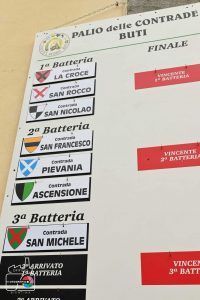 PALIO delle CONTRADE
BUTI
FINALE
1ª Batteria
Contrada
LA CROCE
Contrada
SAN ROCCO
Contrada
SAN NICOLAO
VINCENTE
1ª BATTERIA
2ª Batteria
Contrada
SAN FRANCESCO
Contrada
PIEVANIA
Contrada
ASCENSIONE
VINCENTE
2ª BATTERIA
3ª Batteria
Contrada
SAN MICHELE
2° ARRIVATO
1ª BATTERIA
VINCENTE
3ª BATTERIA
2° ARRIVATO